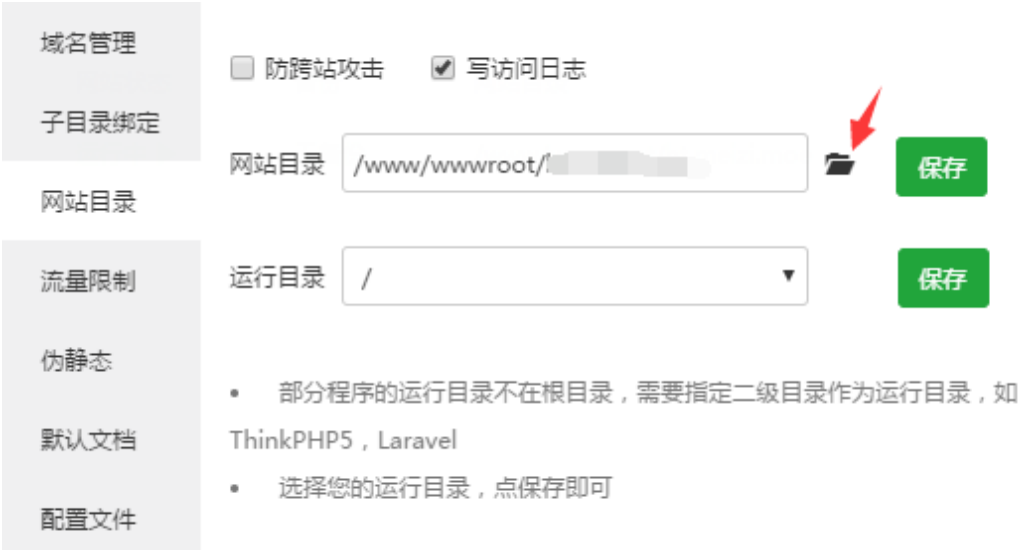 域名管理
子目录绑定
网站目录
流量限制
伪静态
默认文档
配置文件
防跨站攻击 写访问日志
网站目录 /www/wwwroot/ 保存
运行目录 / 保存
• 部分程序的运行目录不在根目录，需要指定二级目录作为运行目录，如
ThinkPHP5，Laravel
• 选择您的运行目录，点保存即可